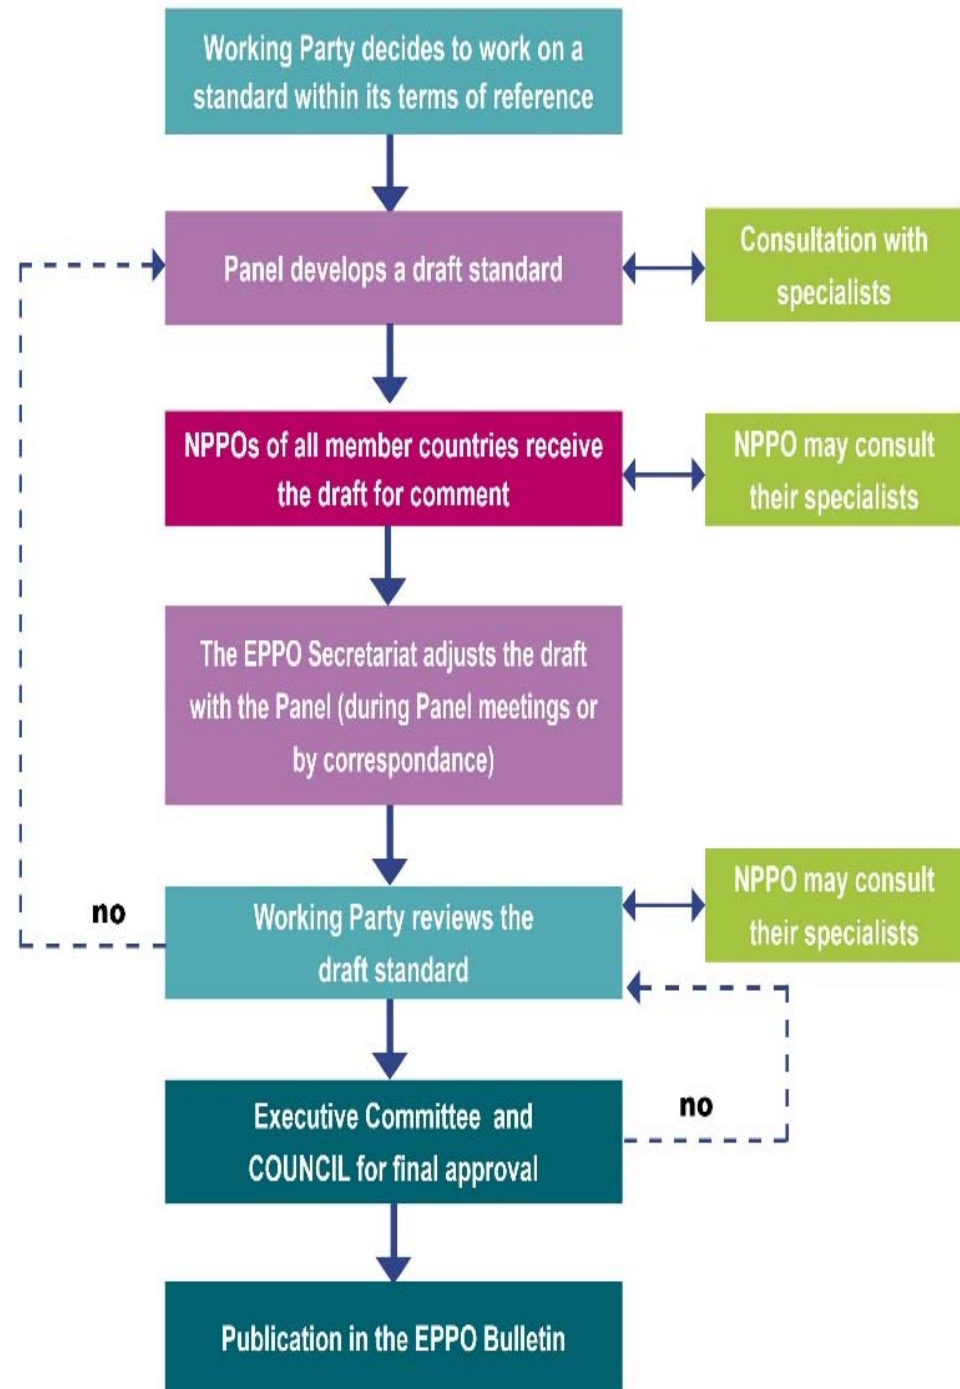 Working Party decides to work on a
standard within its terms of reference
Panel develops a draft standard
Consultation with
specialists
NPPOs of all member countries receive
the draft for comment
NPPO may consult
their specialists
The EPPO Secretariat adjusts the draft
with the Panel (during Panel meetings or
by correspondance)
no
Working Party reviews the
draft standard
NPPO may consult
their specialists
Executive Committee and
COUNCIL for final approval
no
Publication in the EPPO Bulletin